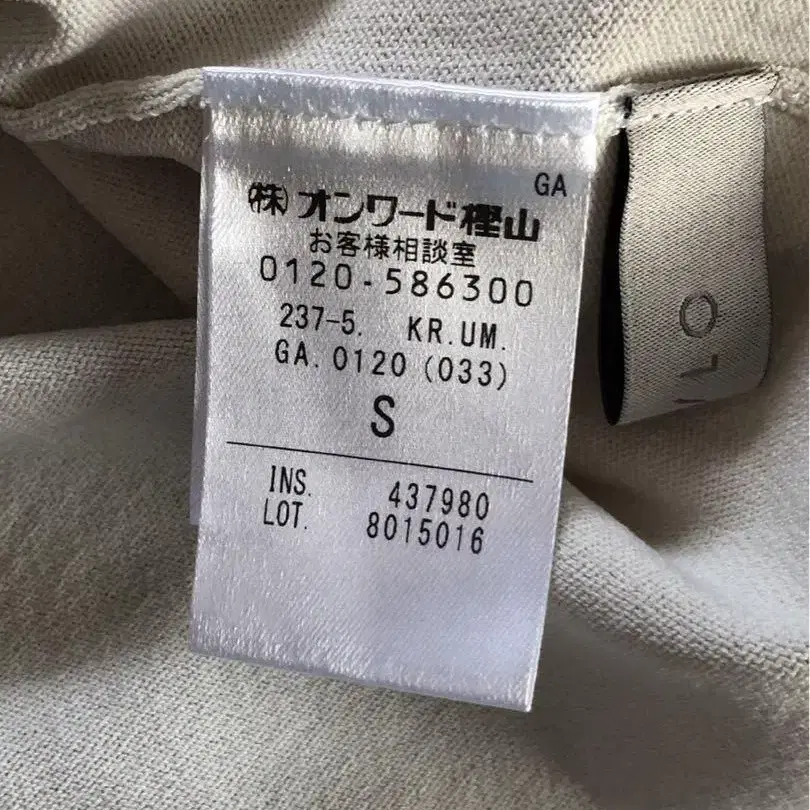 GA
㈱オンワード樫山
お客様相談室
0120-586300
237-5. KR.UM.
GA.0120 (033)
S
INS. 437980
LOT. 8015016